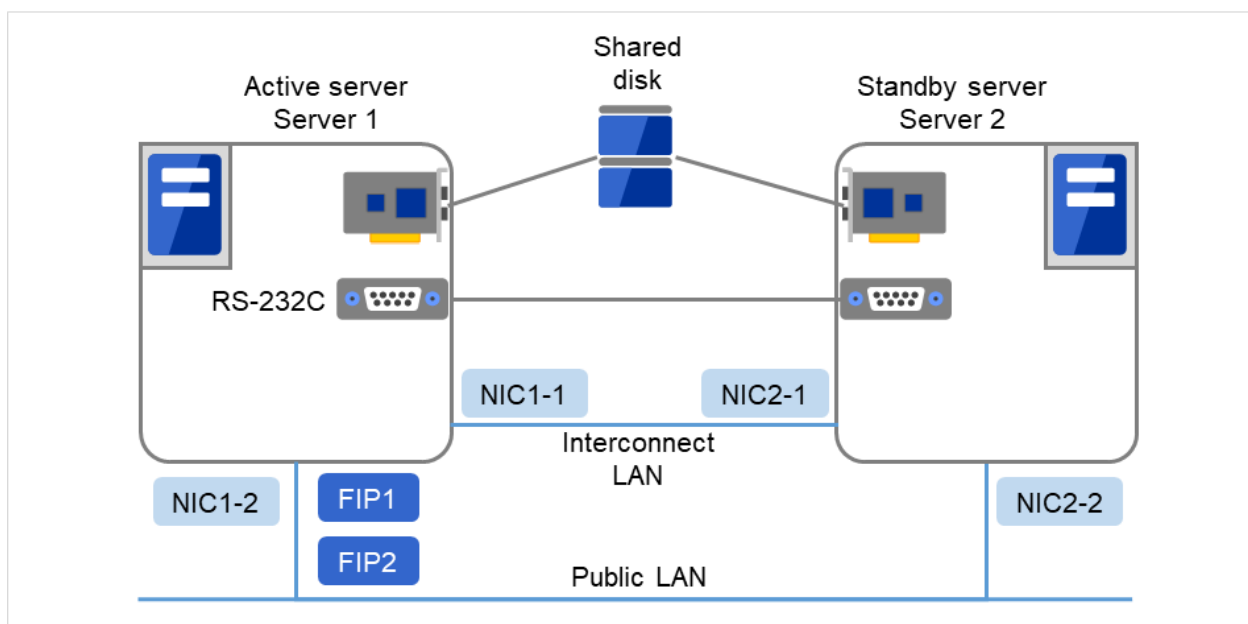 Shared
disk
Active server
Server 1
Standby server
Server 2
RS-232C
NIC1-1
NIC2-1
Interconnect
LAN
NIC1-2
FIP1
NIC2-2
FIP2
Public LAN